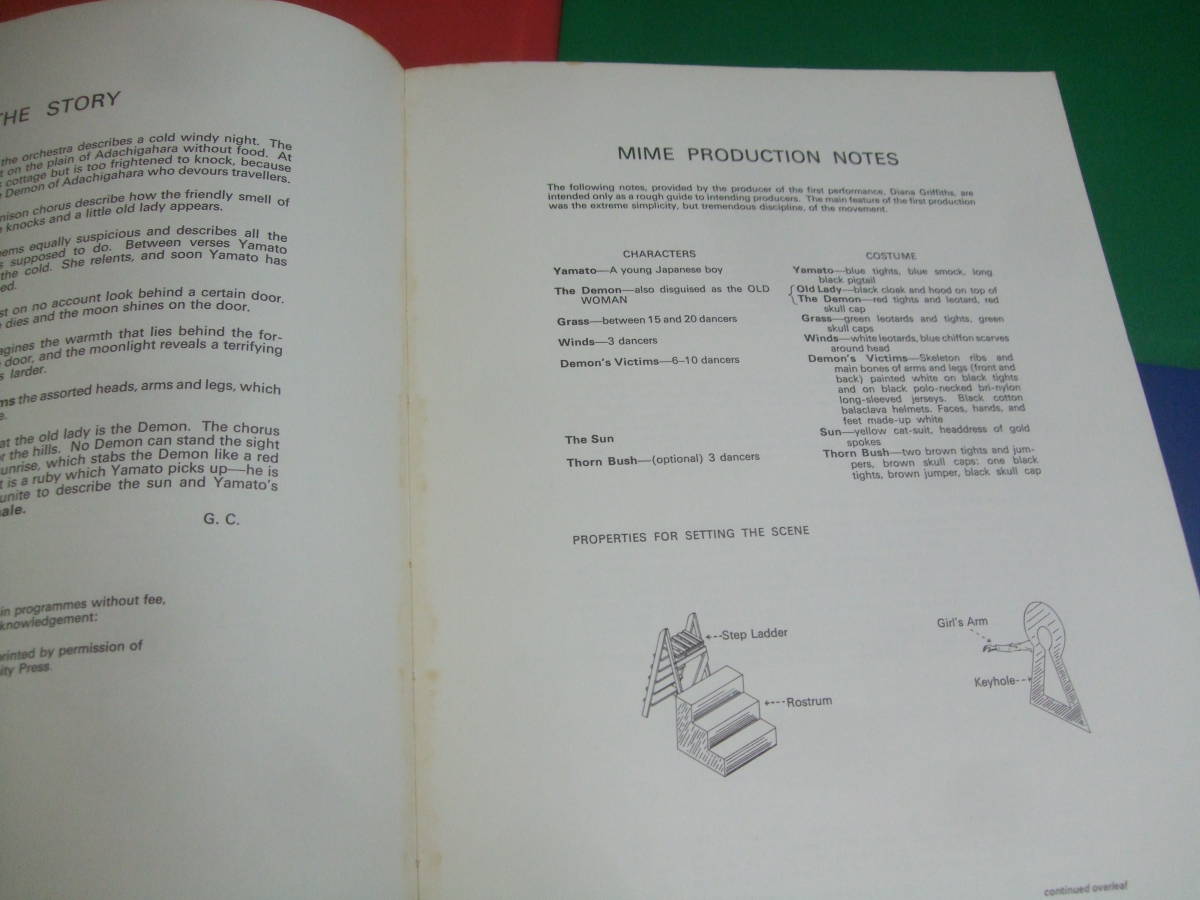 THE STORY
the orchestra describes a cold windy night. The
t on the plain of Adachigahara without food. At
s cottage but is too frightened to knock, because
e Demon of Adachigahara who devours travellers.
nison chorus describe how the friendly smell of
e knocks and a little old lady appears.
ems equally suspicious and describes all the
s supposed to do. Between verses Yamato
the cold. She relents, and soon Yamato has
ed.
st on no account look behind a certain door.
e dies and the moon shines on the door.
agines the warmth that lies behind the for-
door, and the moonlight reveals a terrifying
s larder.
ms the assorted heads, arms and legs, which
e.
at the old lady is the Demon. The chorus
r the hills. No Demon can stand the sight
unrise, which stabs the Demon like a red
t is a ruby which Yamato picks up—he is
unite to describe the sun and Yamato's
ale.
G. C.
in programmes without fee,
knowledgement:
printed by permission of
ity Press.
MIME PRODUCTION NOTES
The following notes, provided by the producer of the first performance, Diana Griffiths, are
intended only as a rough guide to intending producers. The main feature of the first production
was the extreme simplicity, but tremendous discipline, of the movement.
CHARACTERS
Yamato—A young Japanese boy
The Demon—also disguised as the OLD
WOMAN
Grass—between 15 and 20 dancers
Winds—3 dancers
Demon's Victims—6-10 dancers
The Sun
Thorn Bush—(optional) 3 dancers
COSTUME
Yamato—blue tights, blue smock, long
black pigtail
Old Lady—black cloak and hood on top of
The Demon—red tights and leotard, red
skull cap
Grass—green leotards and tights, green
skull caps
Winds—white leotards, blue chiffon scarves
around head
Demon's Victims—Skeleton ribs and
main bones of arms and legs (front and
back) painted white on black tights
and on black polo-necked bri-nylon
long-sleeved jerseys. Black cotton
balaclava helmets. Faces, hands, and
feet made-up white
Sun—yellow cat-suit, headdress of gold
spokes
Thorn Bush—two brown tights and jum-
pers, brown skull caps: one black
tights, brown jumper, black skull cap
PROPERTIES FOR SETTING THE SCENE
Step Ladder
Rostrum
Girl's Arm
Keyhole
continued overleaf